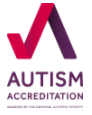 AUTISM
ACCREDITATION
AWARDED BY THE NATIONAL AUTISTIC SOCIETY